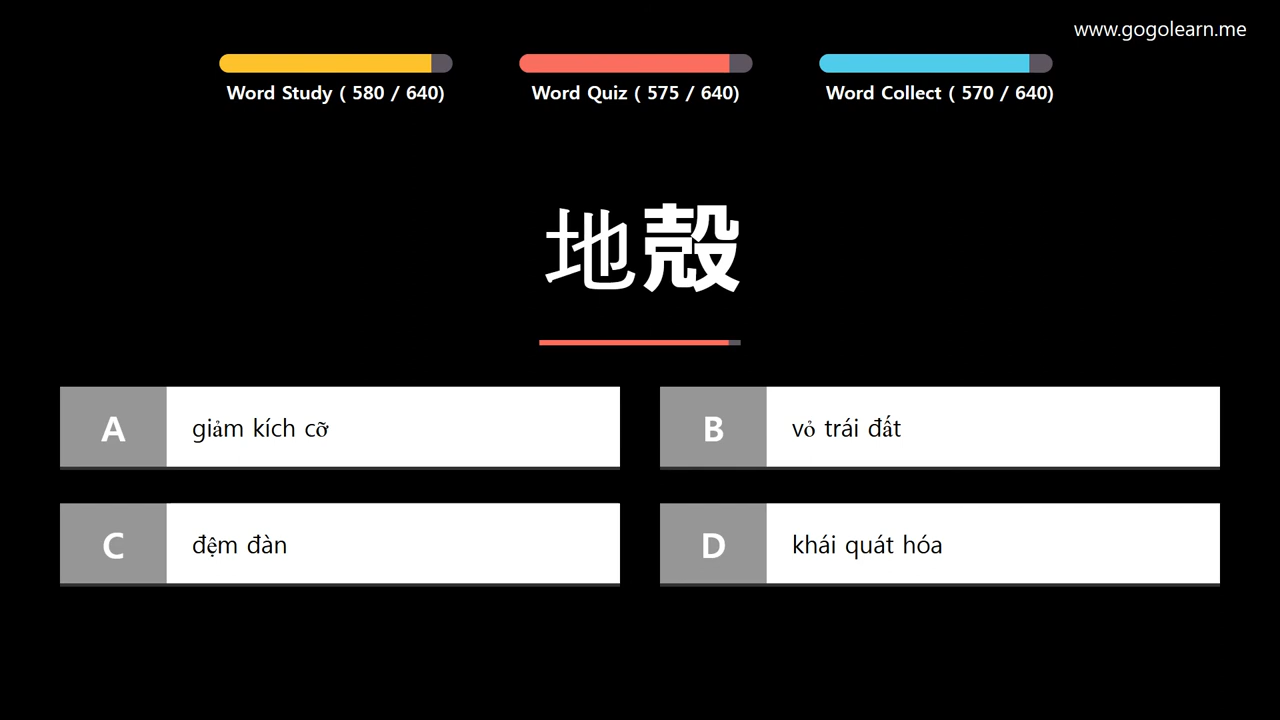 www.gogolearn.me
Word Study ( 580 / 640)
Word Quiz ( 575 / 640)
Word Collect ( 570 / 640)
地殼
A
giảm kích cỡ
B
vỏ trái đất
C
đệm đàn
D
khái quát hóa